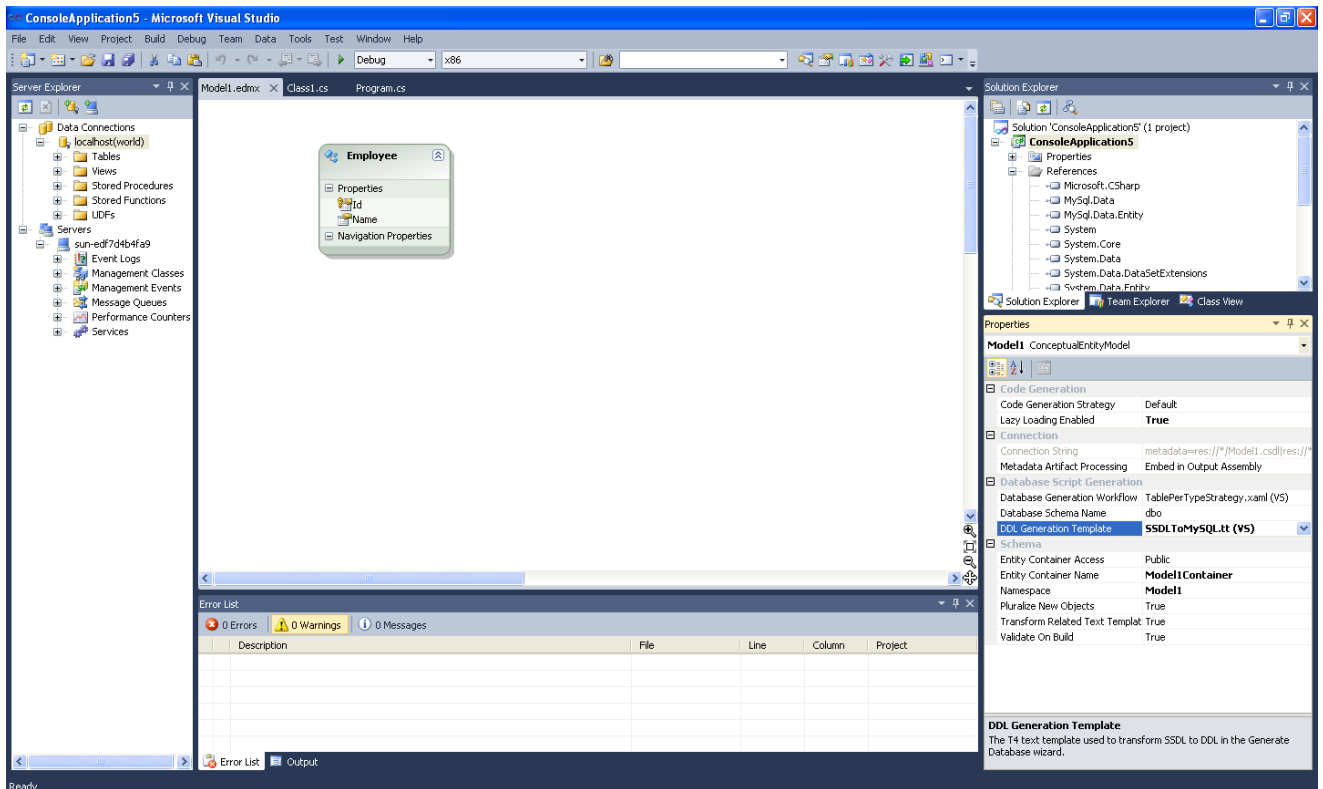 ConsoleApplication5 - Microsoft Visual Studio
File Edit View Project Build Debug Team Data Tools Test Window Help
Debug x86
Server Explorer
Data Connections
localhost(world)
Tables
Views
Stored Procedures
Stored Functions
UDFs
Servers
sun-edf7d4b4fa9
Event Logs
Management Classes
Management Events
Message Queues
Performance Counters
Services
Model1.edmx Class1.cs Program.cs
Employee
Properties
Id
Name
Navigation Properties
Error List
0 Errors 0 Warnings 0 Messages
Description File Line Column Project
Error List Output
Solution Explorer
Solution 'ConsoleApplication5' (1 project)
ConsoleApplication5
Properties
References
Microsoft.CSharp
MySql.Data
MySql.Data.Entity
System
System.Core
System.Data
System.Data.DataSetExtensions
System.Data.Entity
Solution Explorer Team Explorer Class View
Properties
Model1 ConceptualEntityModel
Code Generation
Code Generation Strategy Default
Lazy Loading Enabled True
Connection
Connection String metadata=res://*/Model1.csdl|res://*
Metadata Artifact Processing Embed in Output Assembly
Database Script Generation
Database Generation Workflow TablePerTypeStrategy.xaml (VS)
Database Schema Name dbo
DDL Generation Template SSDLToMySQL.tt (VS)
Schema
Entity Container Access Public
Entity Container Name Model1Container
Namespace Model1
Pluralize New Objects True
Transform Related Text Templat True
Validate On Build True
DDL Generation Template
The T4 text template used to transform SSDL to DDL in the Generate
Database wizard.
Ready